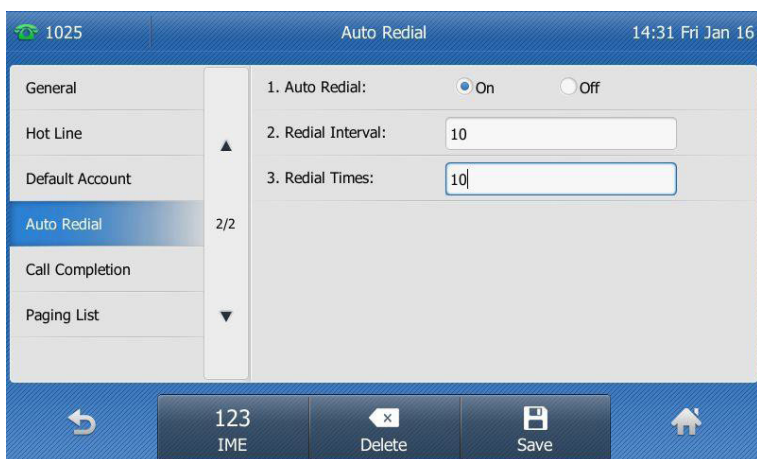 1025 Auto Redial 14:31 Fri Jan 16
General
Hot Line
Default Account
Auto Redial
Call Completion
Paging List
2/2
1. Auto Redial: On Off
2. Redial Interval: 10
3. Redial Times: 10
123 IME
Delete
Save